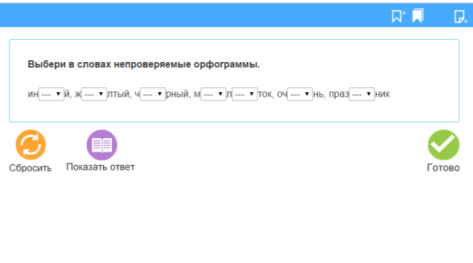 Выбери в словах непроверяемые орфограммы.
ин --- й, ж --- лтый, ч --- рный, м --- л --- ток, оч --- нь, праз --- ник
Сбросить Показать ответ Готово